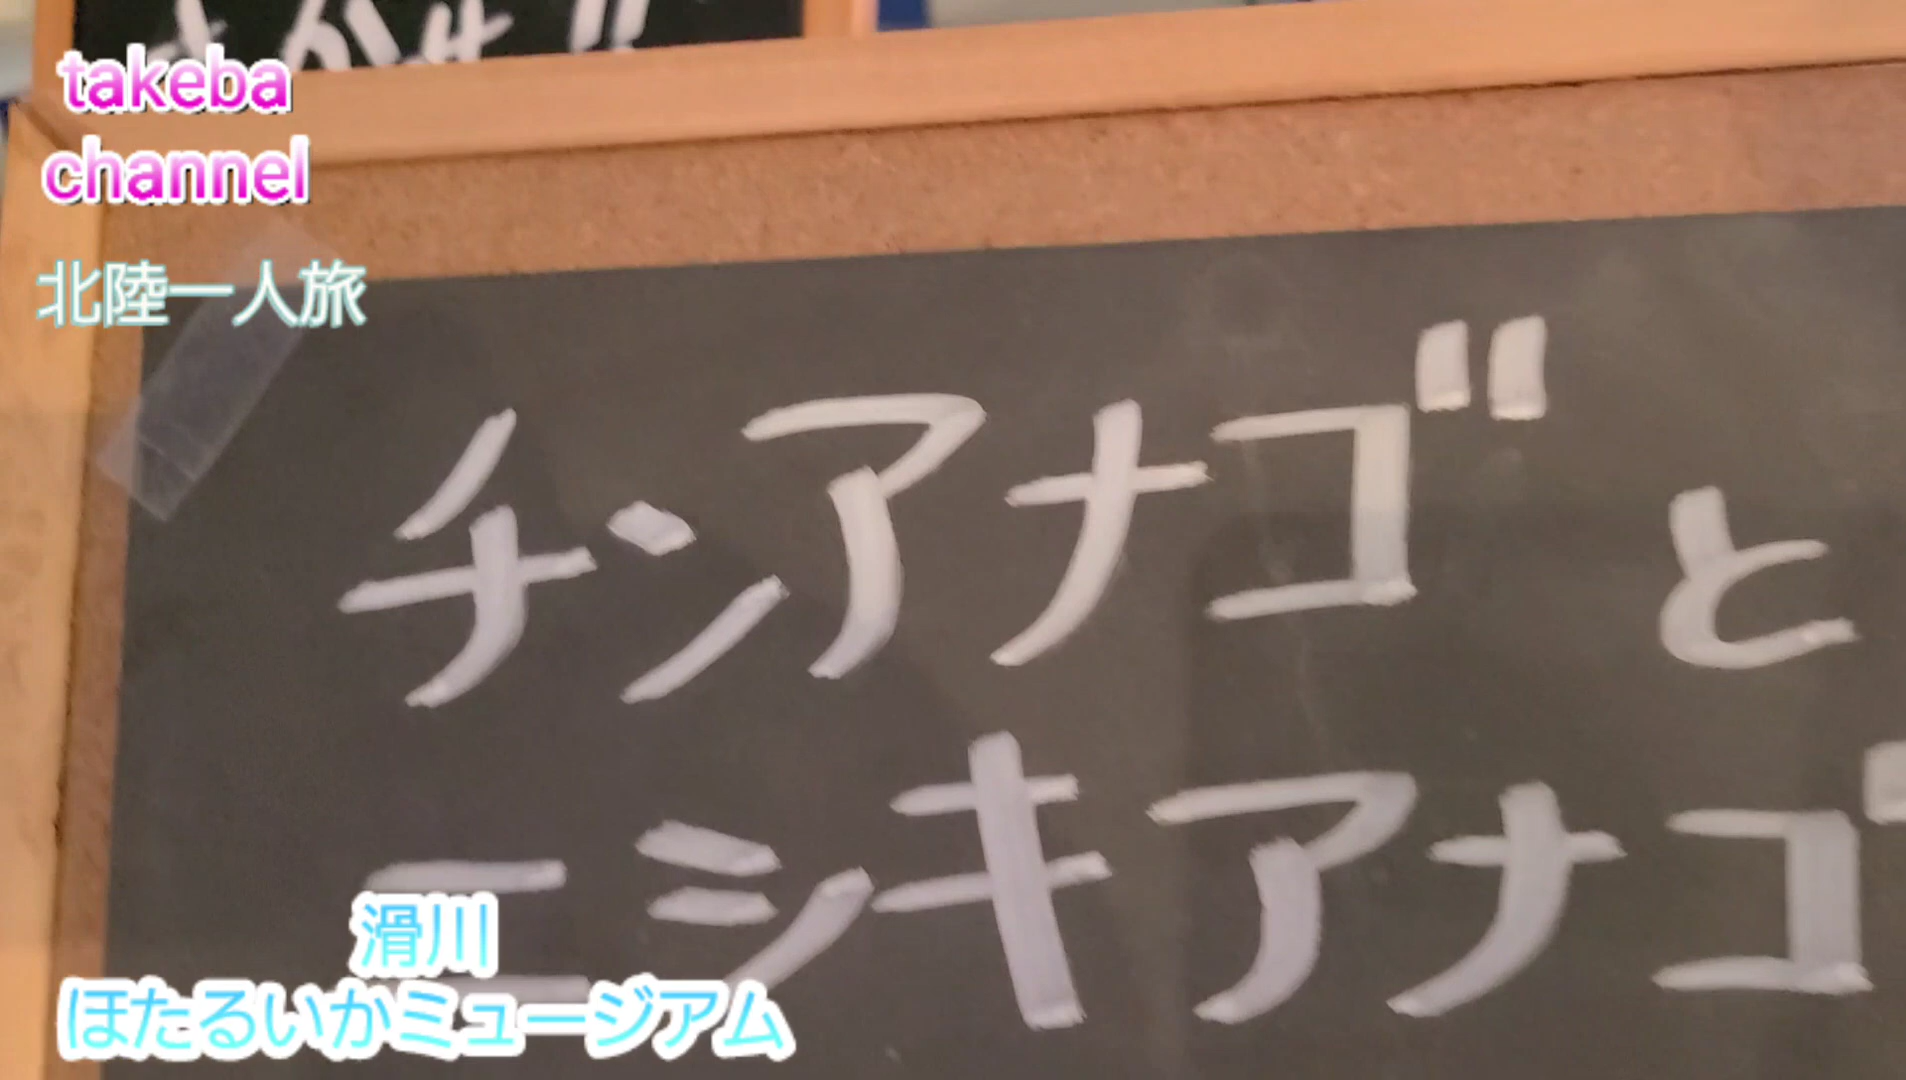 takeba
channel
北陸一人旅
チンアナゴと
ニシキアナゴ
滑川
ほたるいかミュージアム